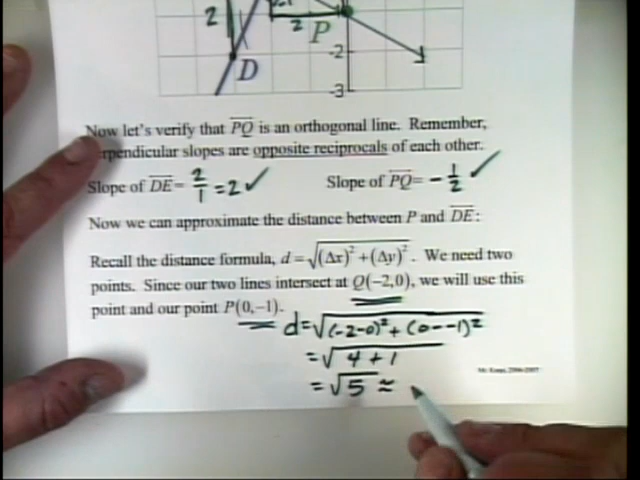 2
2
P
D
-2
-3
Now let's verify that PQ is an orthogonal line. Remember,
perpendicular slopes are opposite reciprocals of each other.
Slope of DE= 2/1 =2 ✓ Slope of PQ= -1/2 ✓
Now we can approximate the distance between P and DE:
Recall the distance formula, d = √((Δx)² + (Δy)²). We need two
points. Since our two lines intersect at Q(-2,0), we will use this
point and our point P(0,-1).
d=√((-2-0)² + (0--1)²
=√4+1
=√5 ≈